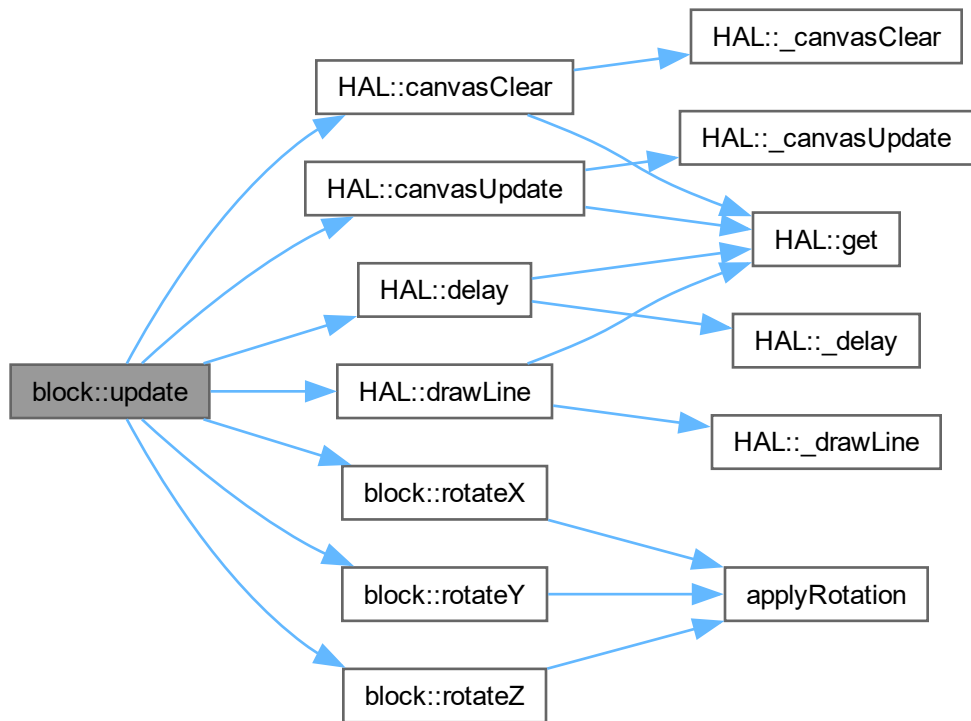 block::update
HAL::canvasClear
HAL::canvasUpdate
HAL::delay
HAL::drawLine
block::rotateX
block::rotateY
block::rotateZ
HAL::_canvasClear
HAL::_canvasUpdate
HAL::get
HAL::_delay
HAL::_drawLine
applyRotation